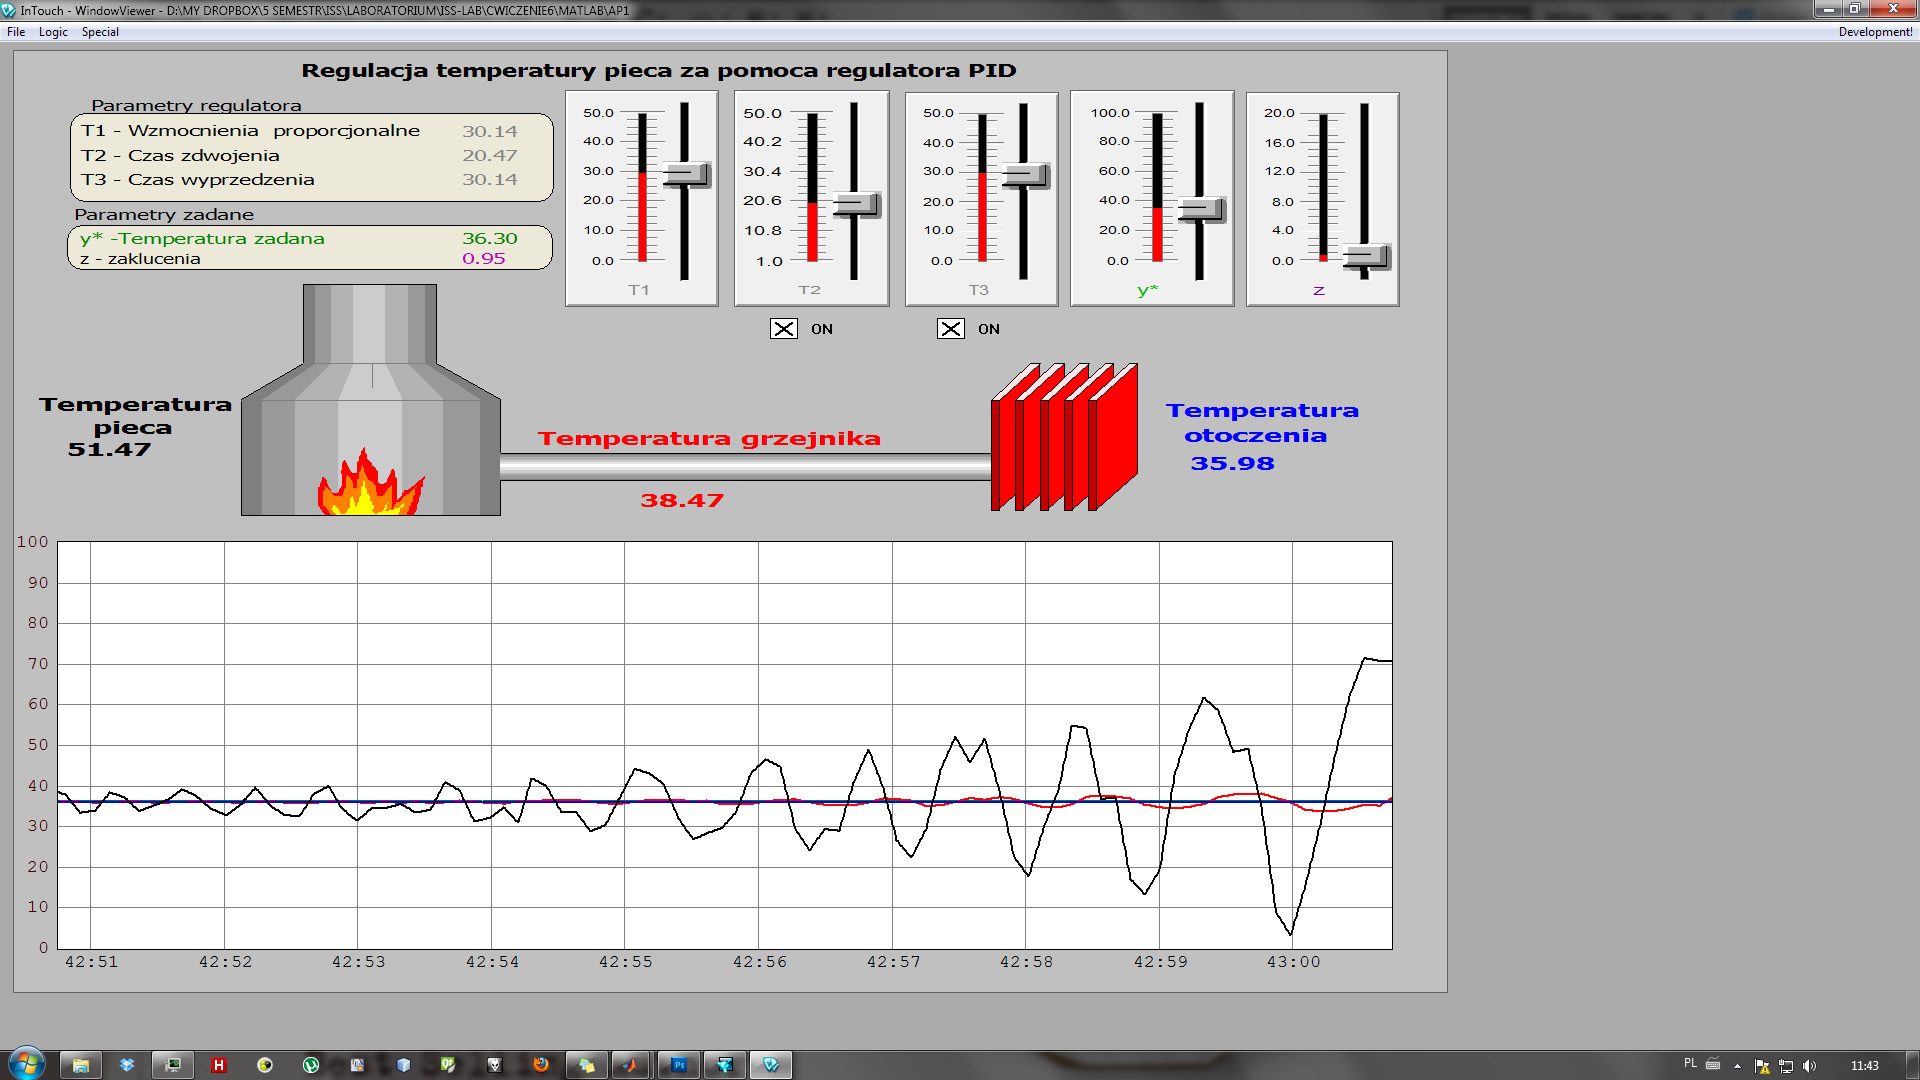 InTouch - WindowViewer - D:\MY DROPBOX\5 SEMESTR\ISS\LABORATORIUM\ISS-LAB\CWICZENIE6\MATLAB\AP1
File Logic Special Development!
Regulacja temperatury pieca za pomoca regulatora PID
Parametry regulatora
T1 - Wzmocnienia proporcjonalne 30.14
T2 - Czas zdwojenia 20.47
T3 - Czas wyprzedzenia 30.14
Parametry zadane
y* -Temperatura zadana 36.30
z - zaklucenia 0.95
50.0 50.0 50.0 100.0 20.0
40.0 40.2 40.0 80.0 16.0
30.0 30.4 30.0 60.0 12.0
20.0 20.6 20.0 40.0 8.0
10.0 10.8 10.0 20.0 4.0
0.0 1.0 0.0 0.0 0.0
T1 T2 T3 y* z
ON ON
Temperatura
pieca
51.47
Temperatura grzejnika
38.47
Temperatura
otoczenia
35.98
100
90
80
70
60
50
40
30
20
10
0
42:51 42:52 42:53 42:54 42:55 42:56 42:57 42:58 42:59 43:00
PL 11:43